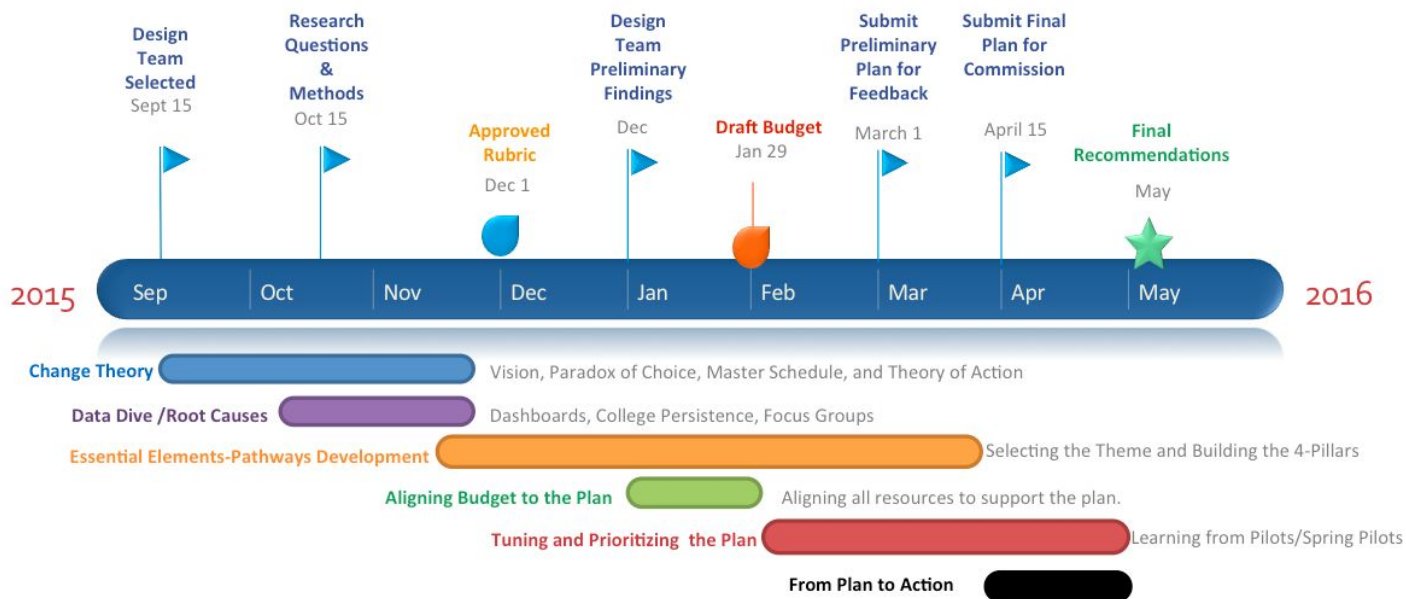 Design
Team
Selected
Sept 15
Research
Questions
&
Methods
Oct 15
Approved
Rubric
Dec 1
Design
Team
Preliminary
Findings
Dec
Draft Budget
Jan 29
Submit
Preliminary
Plan for
Feedback
March 1
Submit Final
Plan for
Commission
April 15
Final
Recommendations
May
2015
Sep
Oct
Nov
Dec
Jan
Feb
Mar
Apr
May
2016
Change Theory
Vision, Paradox of Choice, Master Schedule, and Theory of Action
Data Dive /Root Causes
Dashboards, College Persistence, Focus Groups
Essential Elements-Pathways Development
Selecting the Theme and Building the 4-Pillars
Aligning Budget to the Plan
Aligning all resources to support the plan.
Tuning and Prioritizing  the Plan
Learning from Pilots/Spring Pilots
From Plan to Action